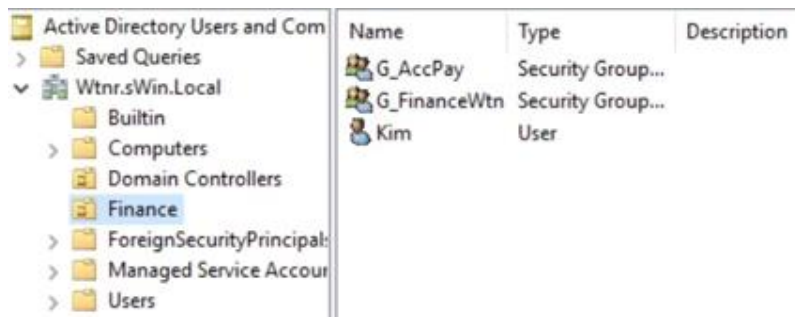 Active Directory Users and Com
Saved Queries
Wtnr.sWin.Local
Builtin
Computers
Domain Controllers
Finance
ForeignSecurityPrincipals
Managed Service Accour
Users
Name Type Description
G_AccPay Security Group...
G_FinanceWtn Security Group...
Kim User